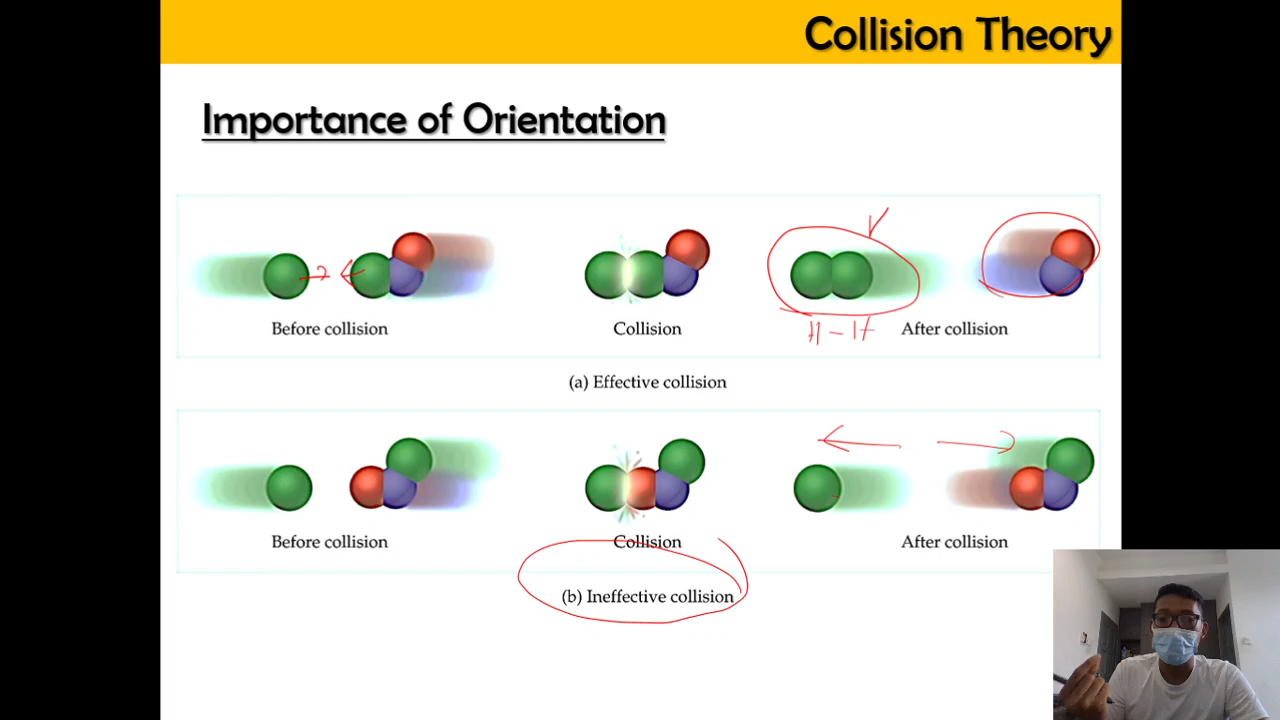 Collision Theory
Importance of Orientation
H - H
Before collision
Collision
After collision
(a) Effective collision
Before collision
Collision
After collision
(b) Ineffective collision